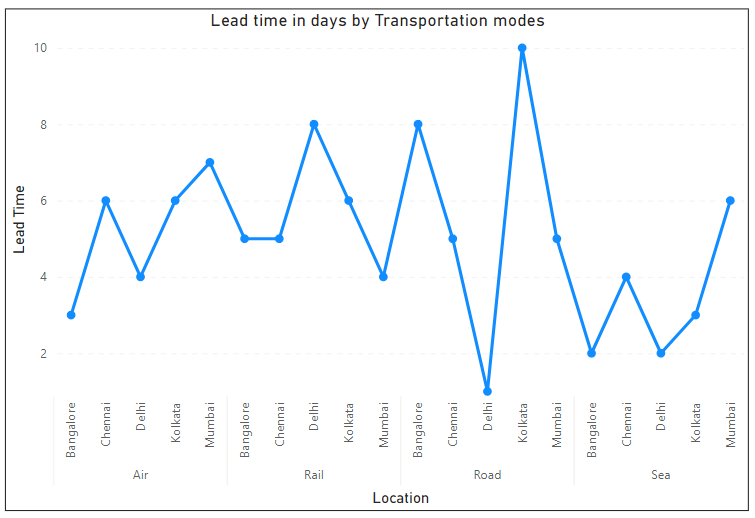 Lead time in days by Transportation modes
Lead Time
10
8
6
4
2
Bangalore
Chennai
Delhi
Kolkata
Mumbai
Bangalore
Chennai
Delhi
Kolkata
Mumbai
Bangalore
Chennai
Delhi
Kolkata
Mumbai
Bangalore
Chennai
Delhi
Kolkata
Mumbai
Air
Rail
Road
Sea
Location